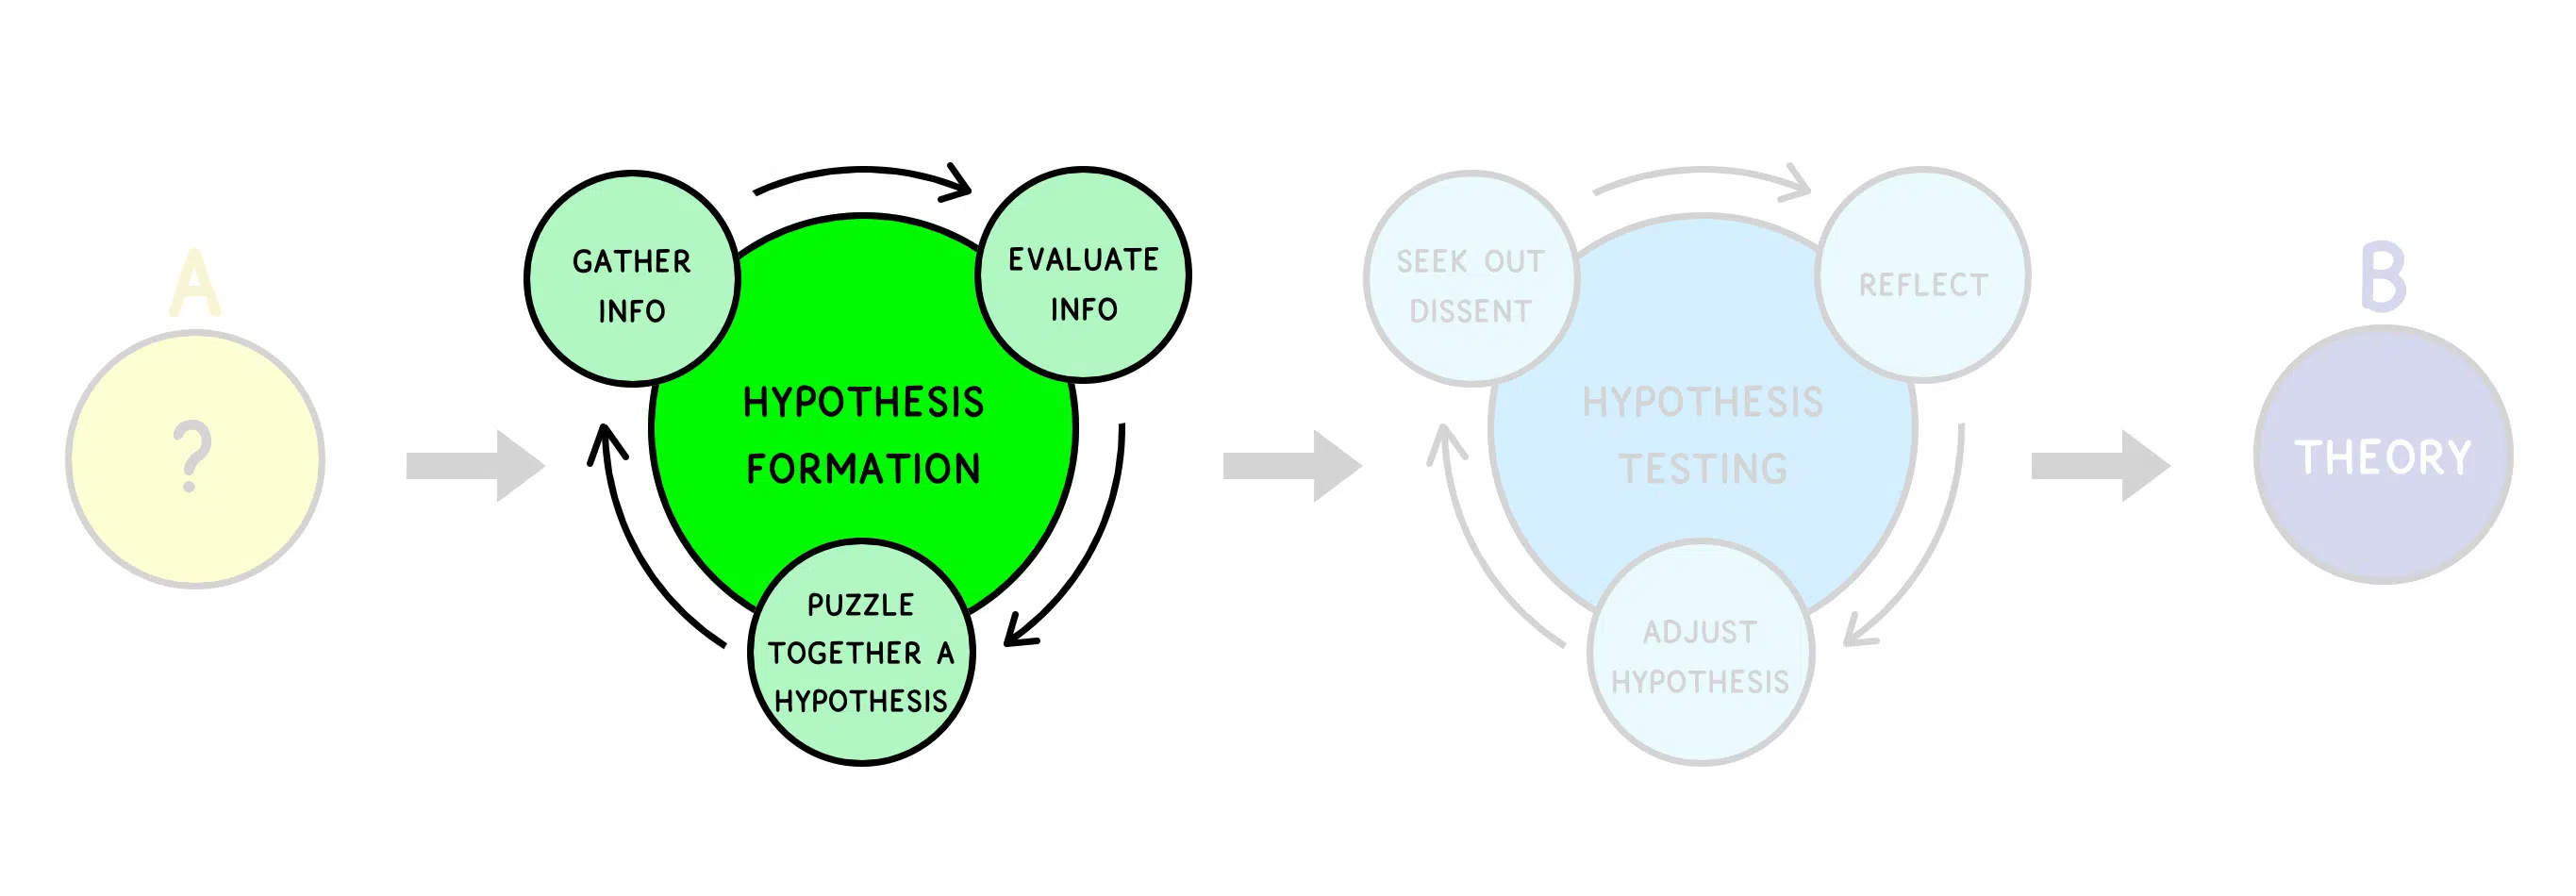 A
?
GATHER
INFO
EVALUATE
INFO
HYPOTHESIS
FORMATION
PUZZLE
TOGETHER A
HYPOTHESIS
SEEK OUT
DISSENT
REFLECT
HYPOTHESIS
TESTING
ADJUST
HYPOTHESIS
B
THEORY